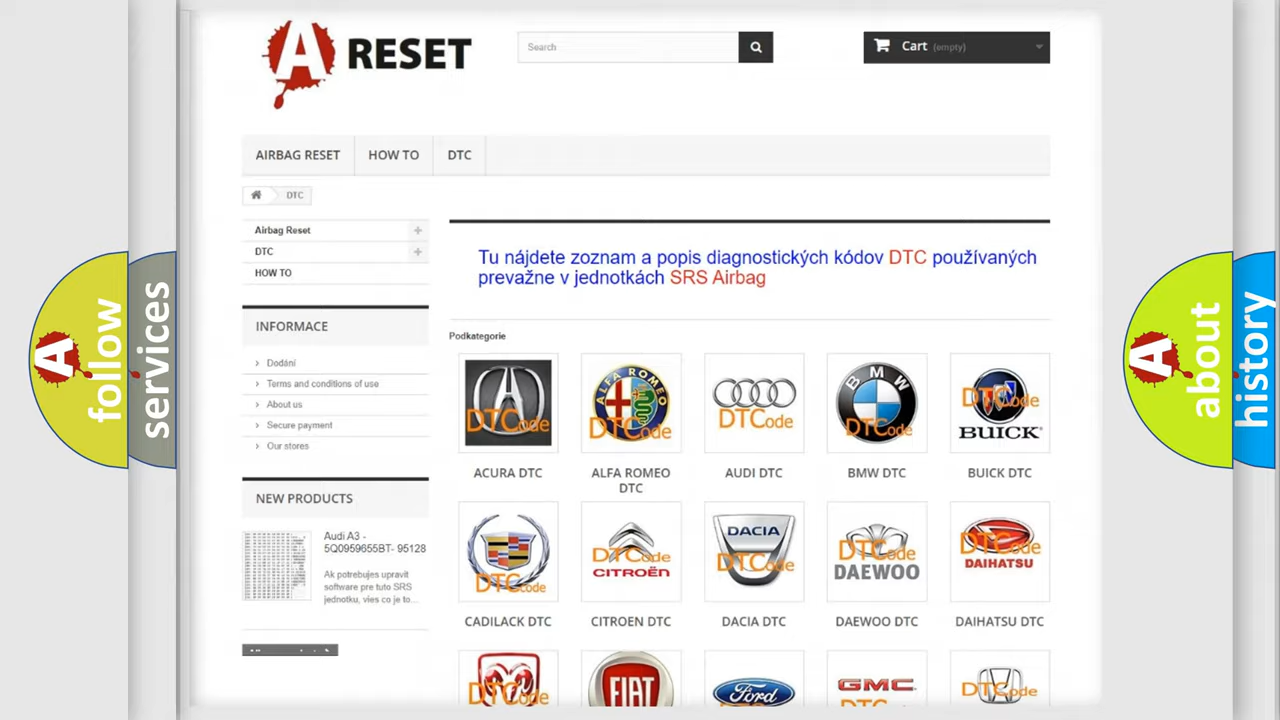 A RESET
Search
Cart (empty)
AIRBAG RESET
HOW TO
DTC
DTC
Airbag Reset
DTC
HOW TO
Tu nájdete zoznam a popis diagnostických kódov DTC používaných
prevažne v jednotkách SRS Airbag
INFORMACE
Dodání
Terms and conditions of use
About us
Secure payment
Our stores
NEW PRODUCTS
Audi A3 -
5Q0959655BT- 95128
Ak potrebujes upravit
software pre tuto SRS
jednotku, vies co je to...
Podkategorie
DTCode
ALFA ROMEO
DTCode
DTCode
BMW
DTCode
DTCode
BUICK
ACURA DTC
ALFA ROMEO
DTC
AUDI DTC
BMW DTC
BUICK DTC
DTCode
DTCode
CITROËN
DACIA
DTCode
DTCode
DAEWOO
DTCode
DAIHATSU
CADILACK DTC
CITROEN DTC
DACIA DTC
DAEWOO DTC
DAIHATSU DTC
DTCode
FIAT
Ford
GMC
DTCode
A follow
services
A about
history